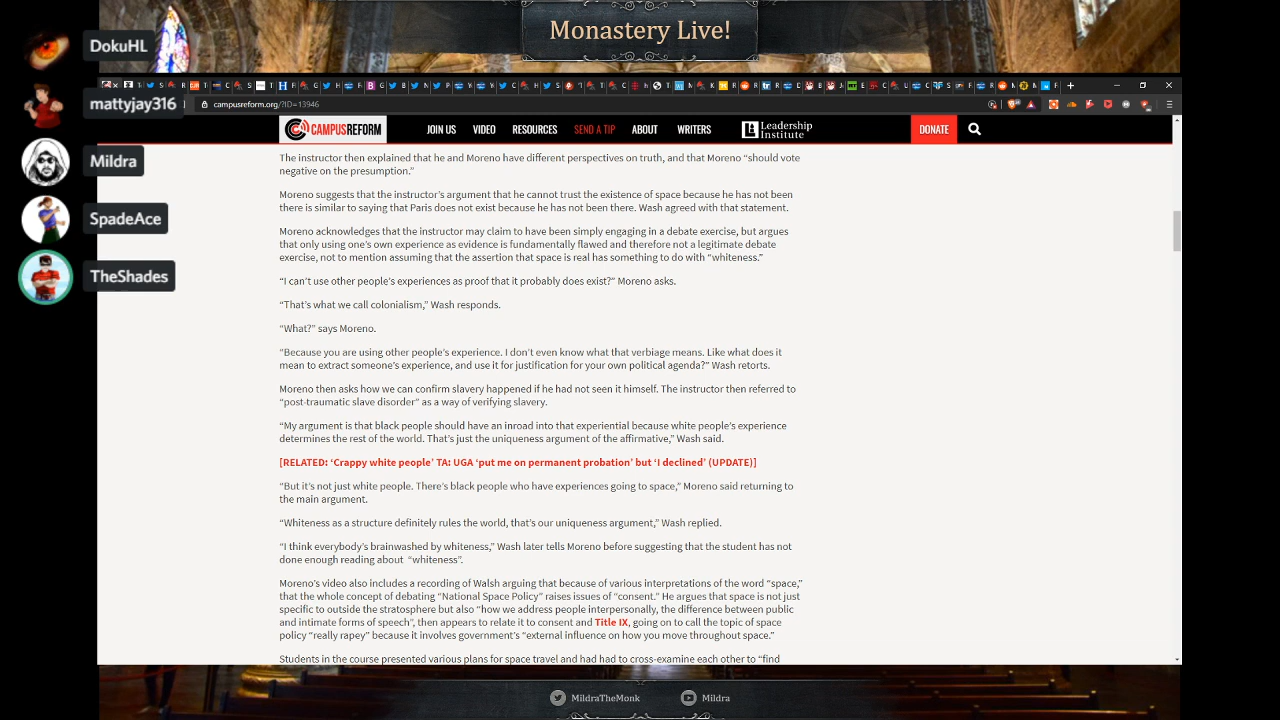 Monastery Live!
DokuHL
mattyjay316
Mildra
SpadeAce
TheShades
campusreform.org/?ID=13946
CAMPUSREFORM
JOIN US
VIDEO
RESOURCES
SEND A TIP
ABOUT
WRITERS
Leadership
Institute
DONATE
The instructor then explained that he and Moreno have different perspectives on truth, and that Moreno “should vote
negative on the presumption.”
Moreno suggests that the instructor’s argument that he cannot trust the existence of space because he has not been
there is similar to saying that Paris does not exist because he has not been there. Wash agreed with that statement.
Moreno acknowledges that the instructor may claim to have been simply engaging in a debate exercise, but argues
that only using one’s own experience as evidence is fundamentally flawed and therefore not a legitimate debate
exercise, not to mention assuming that the assertion that space is real has something to do with “whiteness.”
“I can’t use other people’s experiences as proof that it probably does exist?” Moreno asks.
“That’s what we call colonialism,” Wash responds.
“What?” says Moreno.
“Because you are using other people’s experience. I don’t even know what that verbiage means. Like what does it
mean to extract someone’s experience, and use it for justification for your own political agenda?” Wash retorts.
Moreno then asks how we can confirm slavery happened if he had not seen it himself. The instructor then referred to
“post-traumatic slave disorder” as a way of verifying slavery.
“My argument is that black people should have an inroad into that experiential because white people’s experience
determines the rest of the world. That’s just the uniqueness argument of the affirmative,” Wash said.
[RELATED: ‘Crappy white people’ TA: UGA ‘put me on permanent probation’ but ‘I declined’ (UPDATE)]
“But it’s not just white people. There’s black people who have experiences going to space,” Moreno said returning to
the main argument.
“Whiteness as a structure definitely rules the world, that’s our uniqueness argument,” Wash replied.
“I think everybody’s brainwashed by whiteness,” Wash later tells Moreno before suggesting that the student has not
done enough reading about “whiteness”.
Moreno’s video also includes a recording of Walsh arguing that because of various interpretations of the word “space,”
that the whole concept of debating “National Space Policy” raises issues of “consent.” He argues that space is not just
specific to outside the stratosphere but also “how we address people interpersonally, the difference between public
and intimate forms of speech”, then appears to relate it to consent and Title IX, going on to call the topic of space
policy “really rapey” because it involves government’s “external influence on how you move throughout space.”
Students in the course presented various plans for space travel and had had to cross-examine each other to “find
MildraTheMonk
Mildra